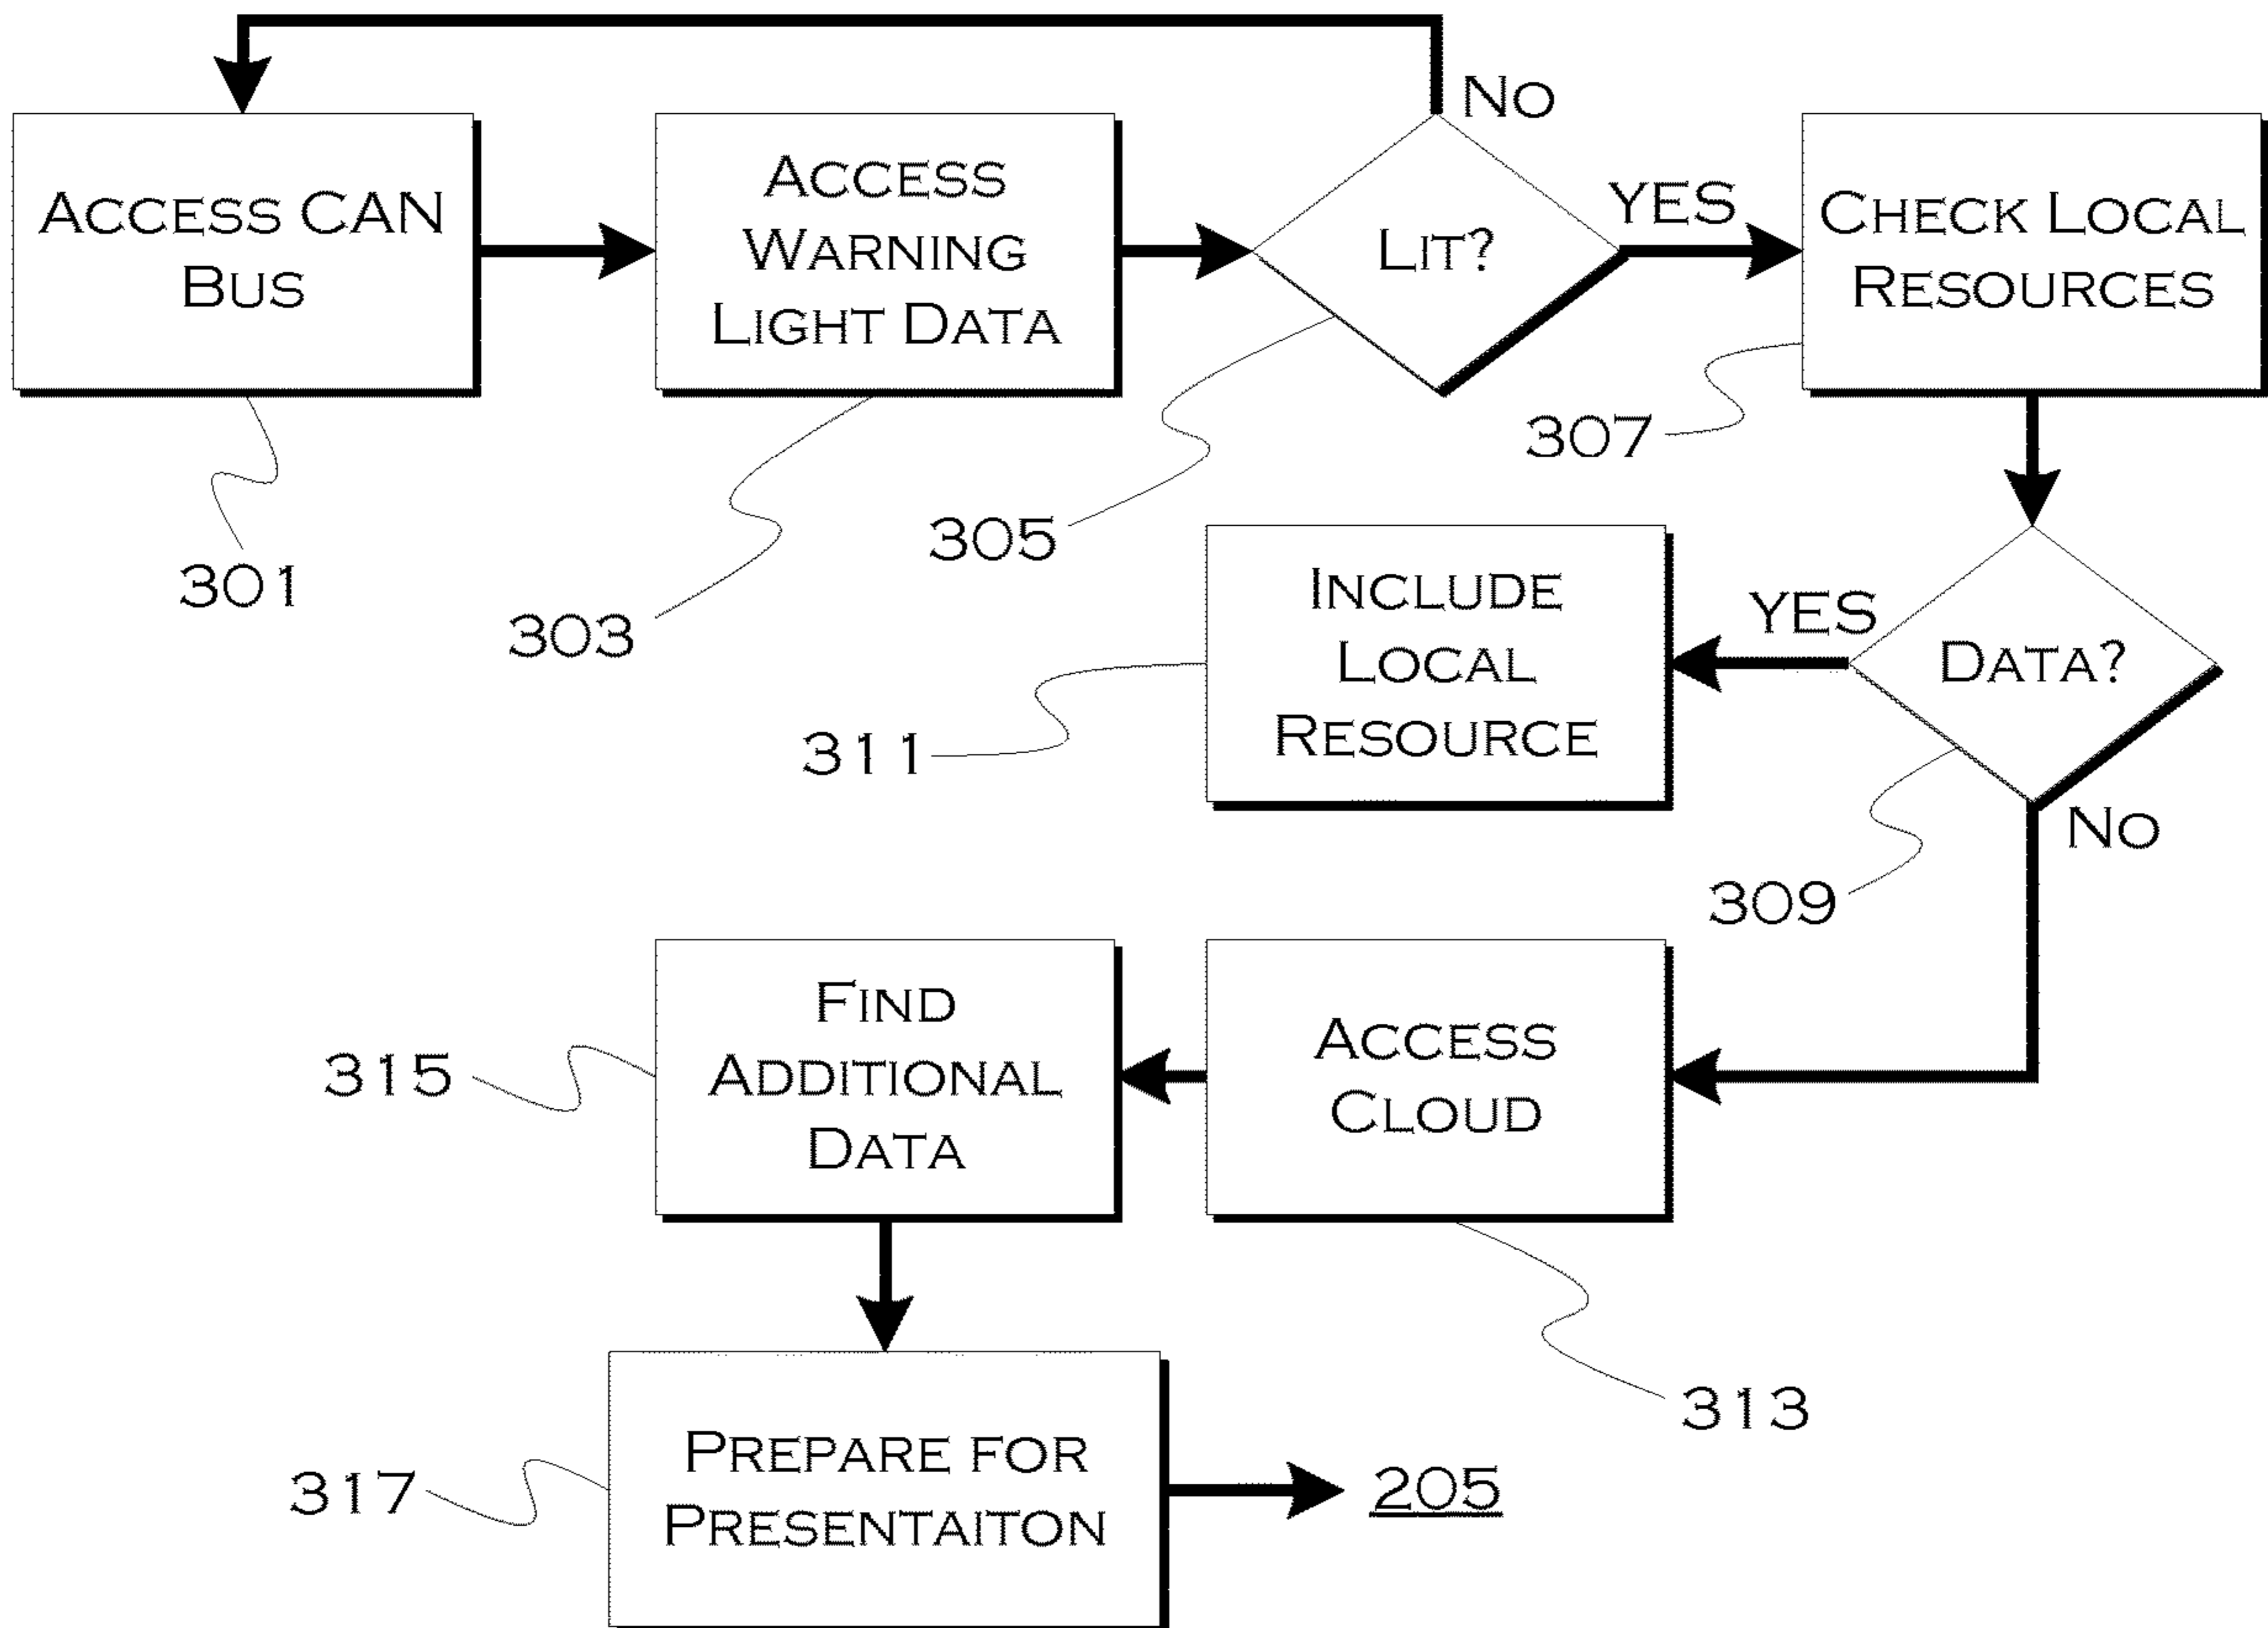 No
Access CAN
Bus
Access
Warning
Light Data
Lit?
YES
Check Local
Resources
301
303
305
307
Include
Local
Resource
YES
Data?
311
No
309
Find
Additional
Data
Access
Cloud
315
313
Prepare for
Presentaiton
317
205